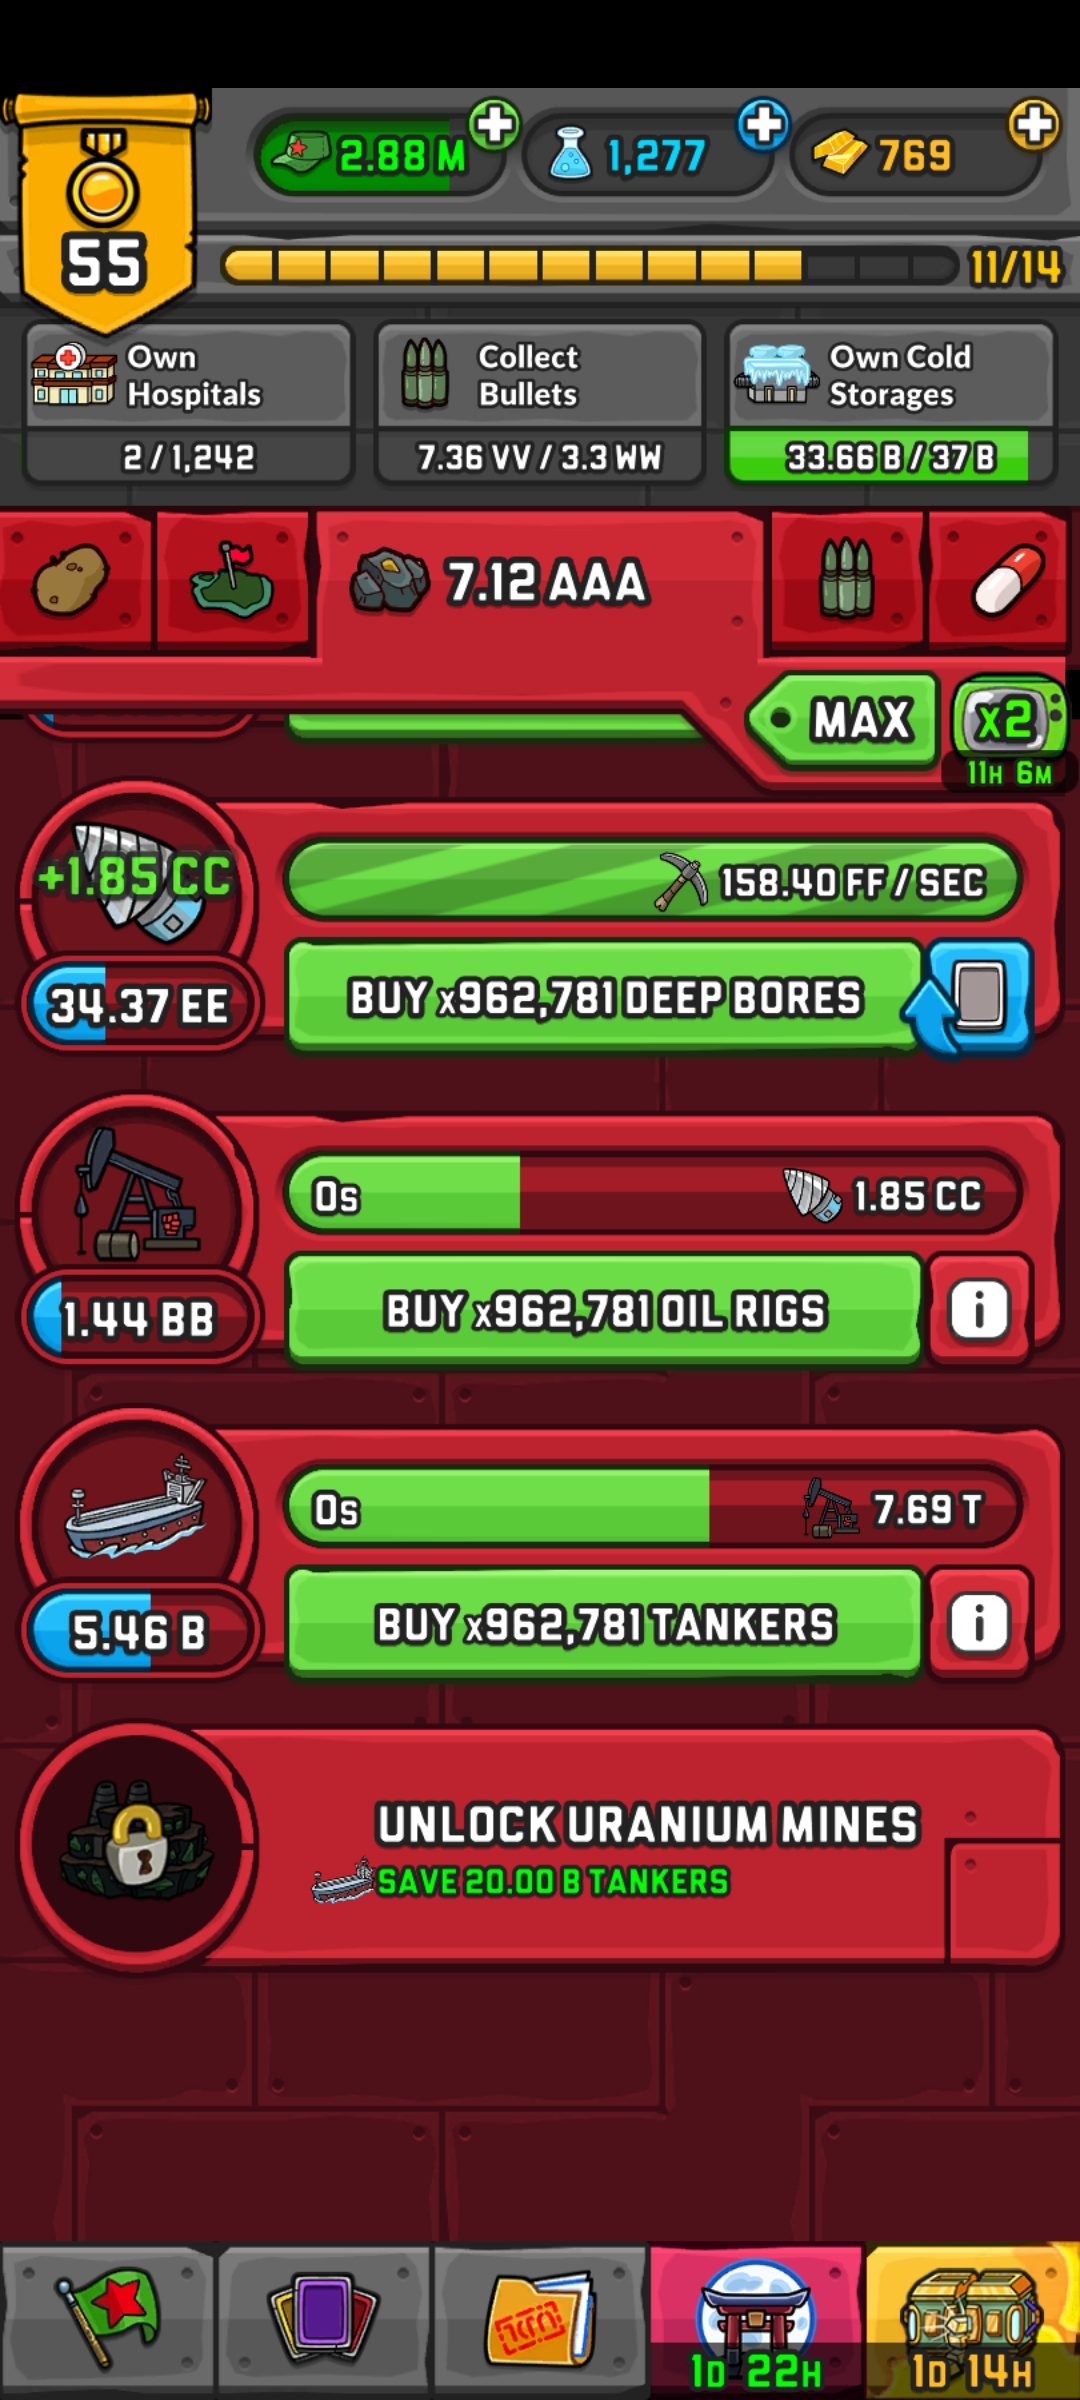 55
2.88 M
1,277
769
11/14
Own
Hospitals
2 / 1,242
Collect
Bullets
7.36 VV / 3.3 WW
Own Cold
Storages
33.66 B / 37 B
7.12 AAA
MAX
x2
11H 6M
+1.85 CC
158.40 FF / SEC
34.37 EE
BUY x962,781 DEEP BORES
0s
1.85 CC
1.44 BB
BUY x962,781 OIL RIGS
i
0s
7.69 T
5.46 B
BUY x962,781 TANKERS
i
UNLOCK URANIUM MINES
SAVE 20.00 B TANKERS
1D 22H
1D 14H